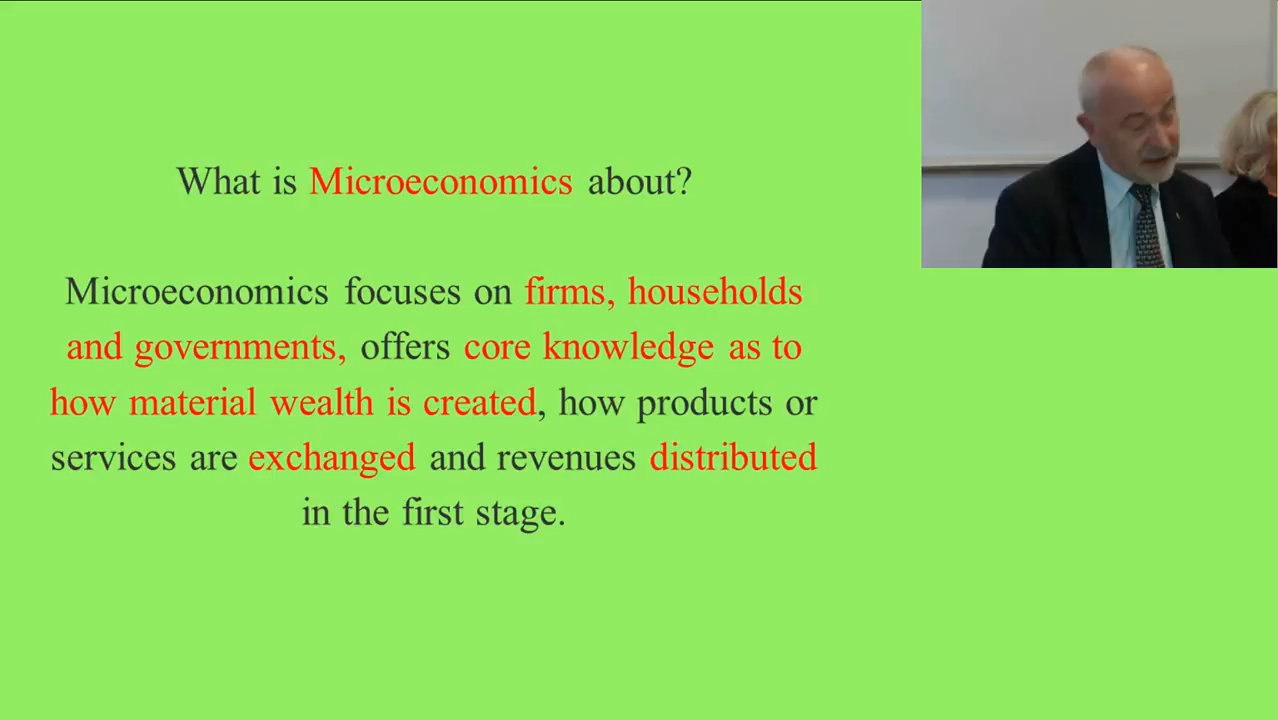 What is Microeconomics about?
Microeconomics focuses on firms, households
and governments, offers core knowledge as to
how material wealth is created, how products or
services are exchanged and revenues distributed
in the first stage.